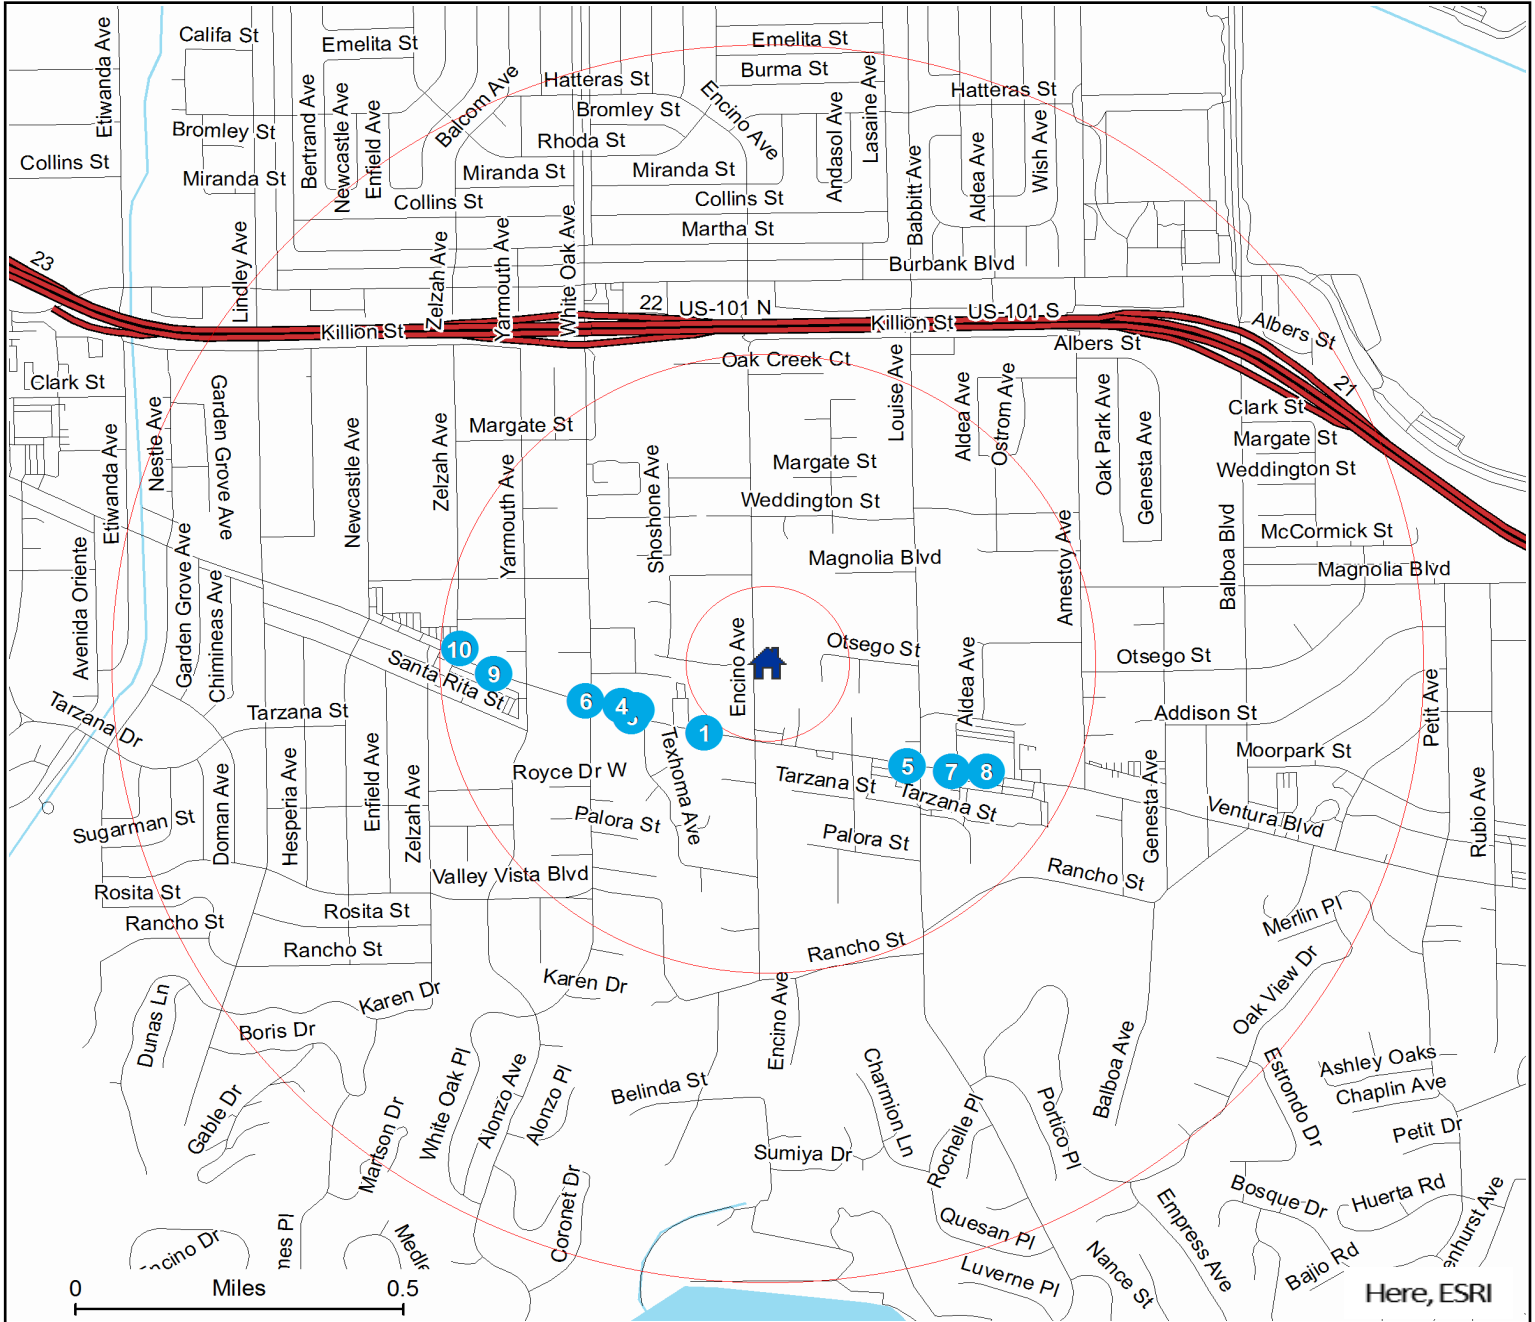 Califa St
Emelita St
Emelita St
Etiwanda Ave
Burma St
Hatteras St
Lasaine Ave
Hatteras St
Balcom Ave
Encino Ave
Bertrand Ave
Newcastle Ave
Enfield Ave
Bromley St
Andasol Ave
Wish Ave
Bromley St
Rhoda St
Aldea Ave
Collins St
Miranda St
Miranda St
Miranda St
Babbitt Ave
Collins St
Collins St
Martha St
Lindley Ave
Zelzah Ave
Yarmouth Ave
White Oak Ave
23
Burbank Blvd
22
US-101 N
US-101 S
Killion St
Killion St
Albers St
Albers St
Oak Creek Ct
Louise Ave
Clark St
21
Garden Grove Ave
Nestle Ave
Aldea Ave
Ostrom Ave
Oak Park Ave
Genesta Ave
Clark St
Etiwanda Ave
Newcastle Ave
Zelzah Ave
Margate St
Margate St
Yarmouth Ave
Shoshone Ave
Margate St
Weddington St
Weddington St
Balboa Blvd
McCormick St
Amestoy Ave
Magnolia Blvd
Magnolia Blvd
Avenida Oriente
Garden Grove Ave
Chimineas Ave
Encino Ave
Otsego St
Otsego St
Aldea Ave
10
9
Santa Rita St
6
4
1
Petit Ave
Tarzana Dr
Tarzana St
Addison St
Moorpark St
Texhoma Ave
5
7
8
Royce Dr W
Tarzana St
Tarzana St
Doman Ave
Hesperia Ave
Enfield Ave
Zelzah Ave
Genesta Ave
Ventura Blvd
Rubio Ave
Sugarman St
Palora St
Palora St
Valley Vista Blvd
Rancho St
Rosita St
Rosita St
Rancho St
Rancho St
Rancho St
Merlin Pl
Karen Dr
Karen Dr
Oak View Dr
Dunas Ln
Boris Dr
Encino Ave
Balboa Ave
Ashley Oaks
Chaplin Ave
Estrondo Dr
Gable Dr
Marson Dr
White Oak Pl
Alonzo Ave
Alonzo Pl
Belinda St
Charmion Ln
Rochelle Pl
Portico Pl
Petit Dr
Sumiya Dr
Coronet Dr
Bosque Dr
Huerta Rd
Empress Ave
enhurst Ave
Quesan Pl
Encino Dr
mes Pl
Medle
Nance St
Bajio Rd
Luverne Pl
0 Miles 0.5
Here, ESRI